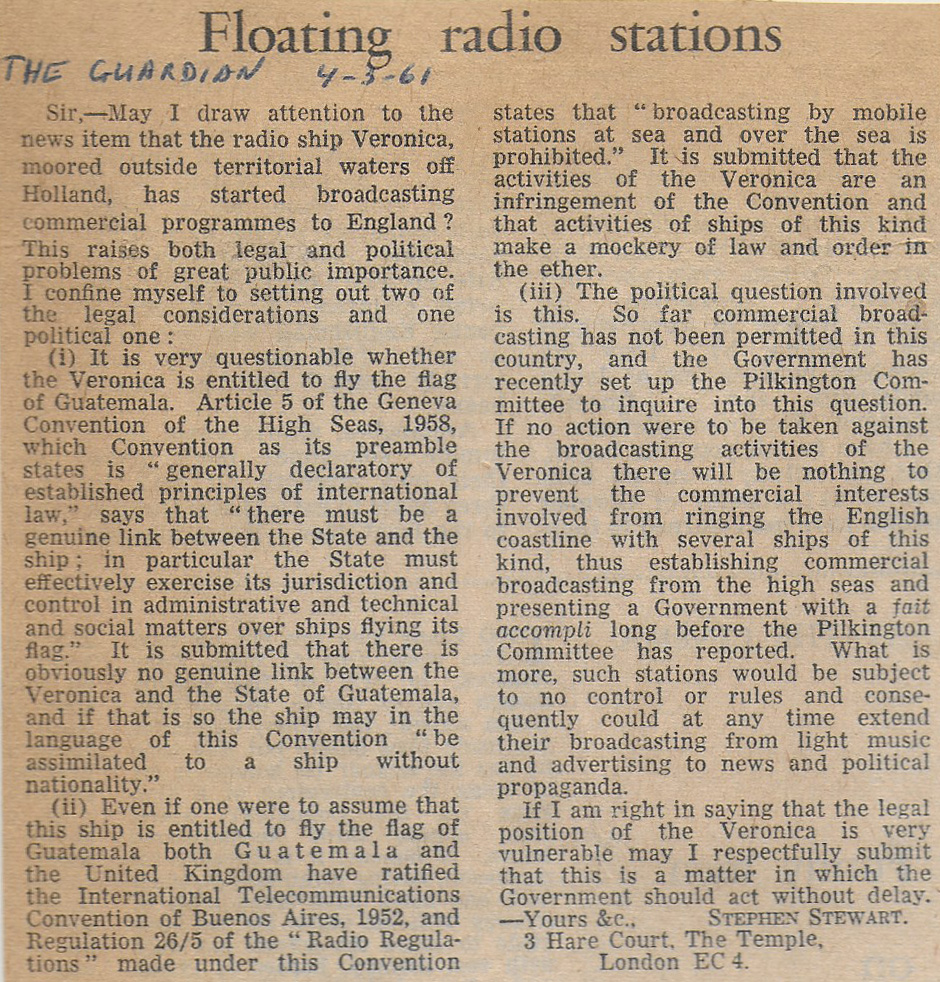 Floating radio stations
THE GUARDIAN 4-3-61
Sir,—May I draw attention to the
news item that the radio ship Veronica,
moored outside territorial waters off
Holland, has started broadcasting
commercial programmes to England ?
This raises both legal and political
problems of great public importance.
I confine myself to setting out two of
the legal considerations and one
political one :
(i) It is very questionable whether
the Veronica is entitled to fly the flag
of Guatemala. Article 5 of the Geneva
Convention of the High Seas, 1958,
which Convention as its preamble
states is “ generally declaratory of
established principles of international
law,” says that “ there must be a
genuine link between the State and the
ship ; in particular the State must
effectively exercise its jurisdiction and
control in administrative and technical
and social matters over ships flying its
flag.” It is submitted that there is
obviously no genuine link between the
Veronica and the State of Guatemala,
and if that is so the ship may in the
language of this Convention “ be
assimilated to a ship without
nationality.”
(ii) Even if one were to assume that
this ship is entitled to fly the flag of
Guatemala both Guatemala and
the United Kingdom have ratified
the International Telecommunications
Convention of Buenos Aires, 1952, and
Regulation 26/5 of the “ Radio Regula-
tions ” made under this Convention
states that “ broadcasting by mobile
stations at sea and over the sea is
prohibited.” It is submitted that the
activities of the Veronica are an
infringement of the Convention and
that activities of ships of this kind
make a mockery of law and order in
the ether.
(iii) The political question involved
is this. So far commercial broad-
casting has not been permitted in this
country, and the Government has
recently set up the Pilkington Com-
mittee to inquire into this question.
If no action were to be taken against
the broadcasting activities of the
Veronica there will be nothing to
prevent the commercial interests
involved from ringing the English
coastline with several ships of this
kind, thus establishing commercial
broadcasting from the high seas and
presenting a Government with a fait
accompli long before the Pilkington
Committee has reported. What is
more, such stations would be subject
to no control or rules and conse-
quently could at any time extend
their broadcasting from light music
and advertising to news and political
propaganda.
If I am right in saying that the legal
position of the Veronica is very
vulnerable may I respectfully submit
that this is a matter in which the
Government should act without delay.
—Yours &c., STEPHEN STEWART.
3 Hare Court, The Temple,
London EC 4.